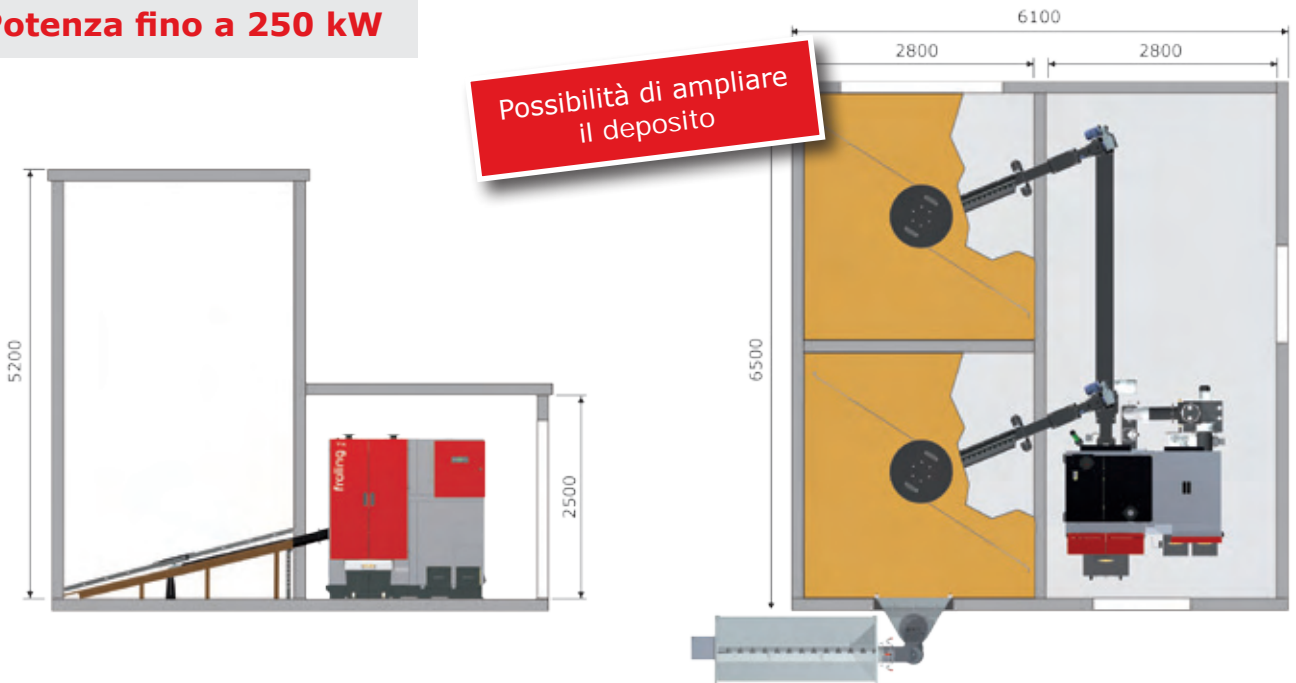 Potenza fino a 250 kW
Possibilità di ampliare
il deposito
6100
2800
2800
5200
2500
6500
froling